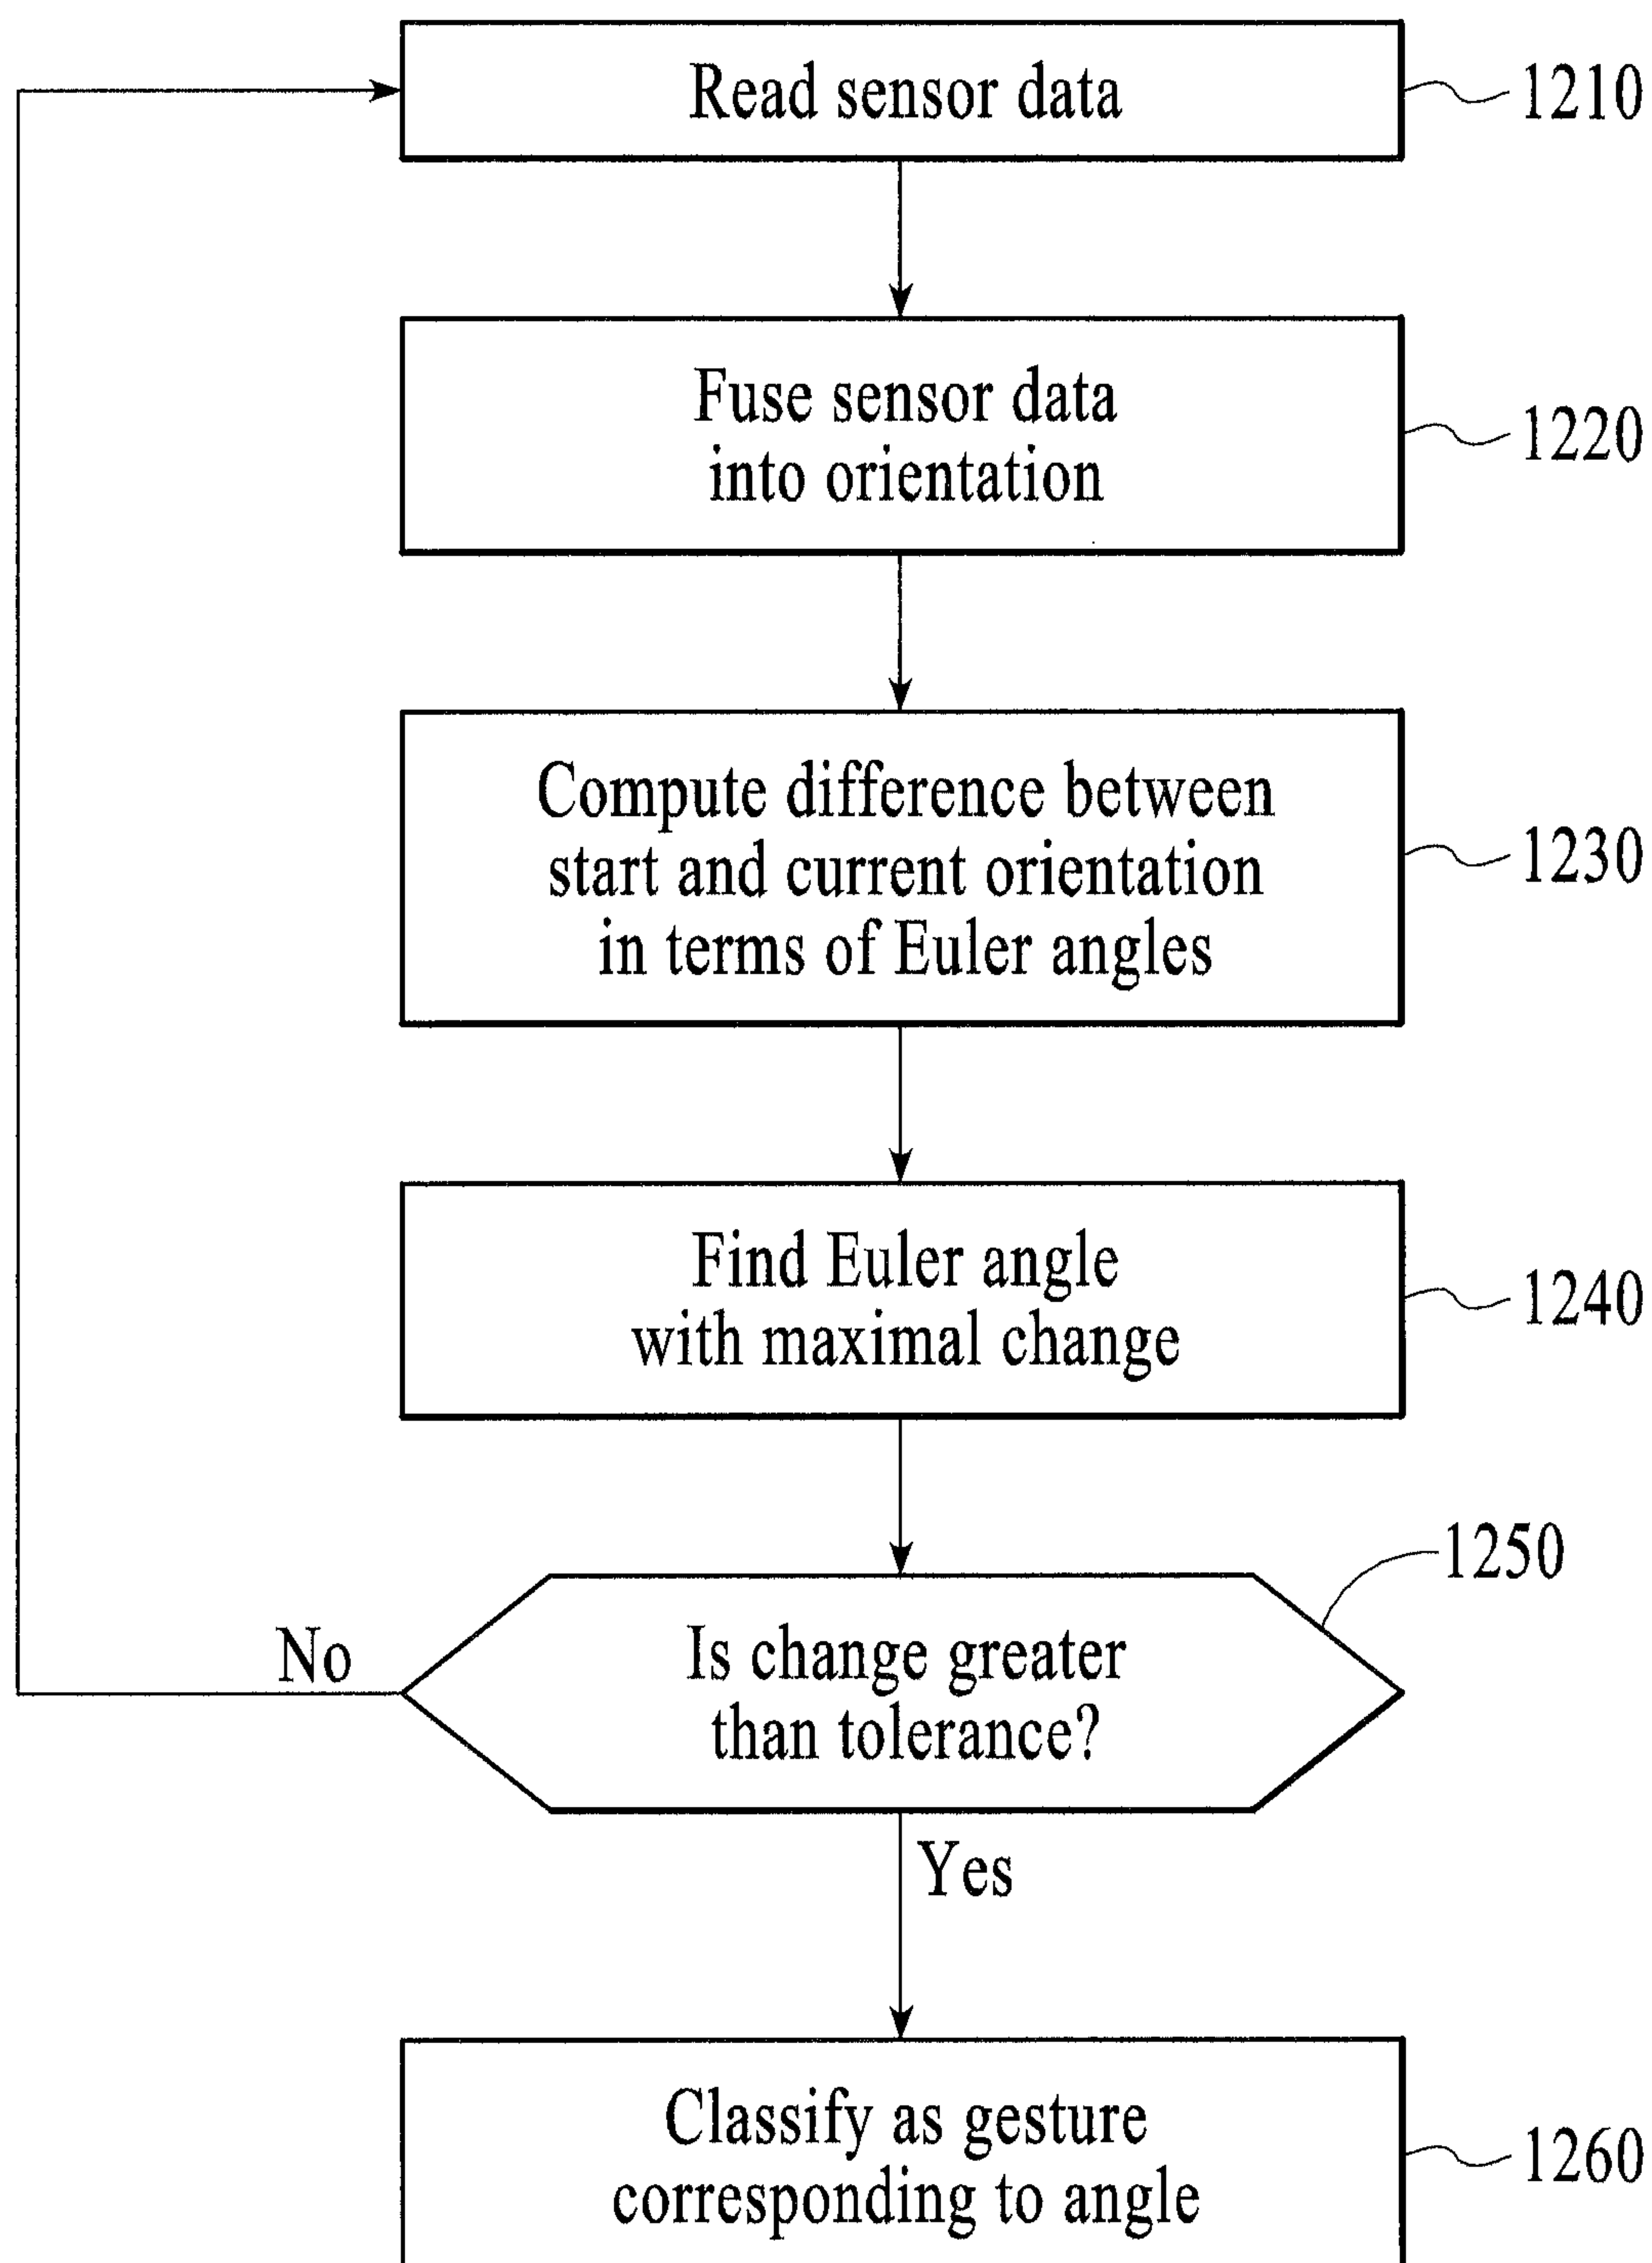 Read sensor data
1210
Fuse sensor data
into orientation
1220
Compute difference between
start and current orientation
in terms of Euler angles
1230
Find Euler angle
with maximal change
1240
1250
Is change greater
than tolerance?
No
Yes
Classify as gesture
corresponding to angle
1260